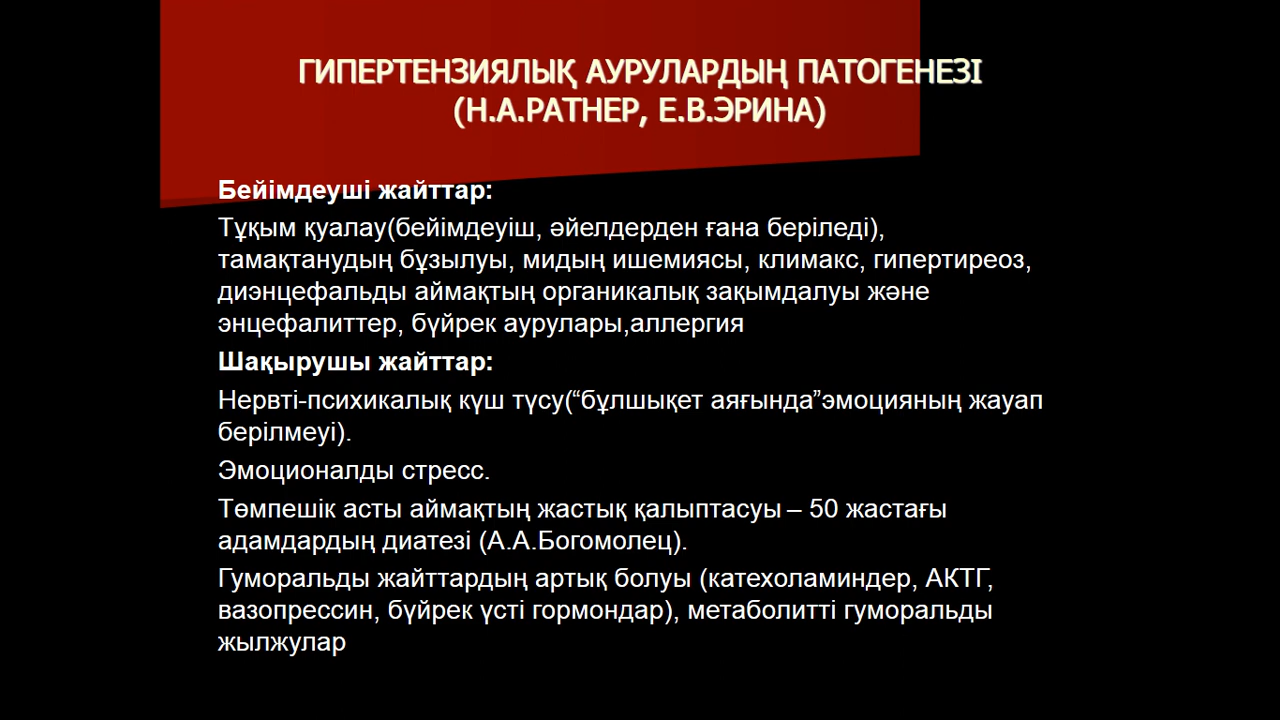 ГИПЕРТЕНЗИЯЛЫҚ АУРУЛАРДЫҢ ПАТОГЕНЕЗІ
(Н.А.РАТНЕР, Е.В.ЭРИНА)
Бейімдеуші жайттар:
Тұқым қуалау(бейімдеуіш, әйелдерден ғана беріледі),
тамақтанудың бұзылуы, мидың ишемиясы, климакс, гипертиреоз,
диэнцефальды аймақтың органикалық зақымдалуы және
энцефалиттер, бүйрек аурулары,аллергия
Шақырушы жайттар:
Нервті-психикалық күш түсу(“бұлшықет аяғында”эмоцияның жауап
берілмеуі).
Эмоционалды стресс.
Төмпешік асты аймақтың жастық қалыптасуы – 50 жастағы
адамдардың диатезі (А.А.Богомолец).
Гуморальды жайттардың артық болуы (катехоламиндер, АКТГ,
вазопрессин, бүйрек үсті гормондар), метаболитті гуморальды
жылжулар